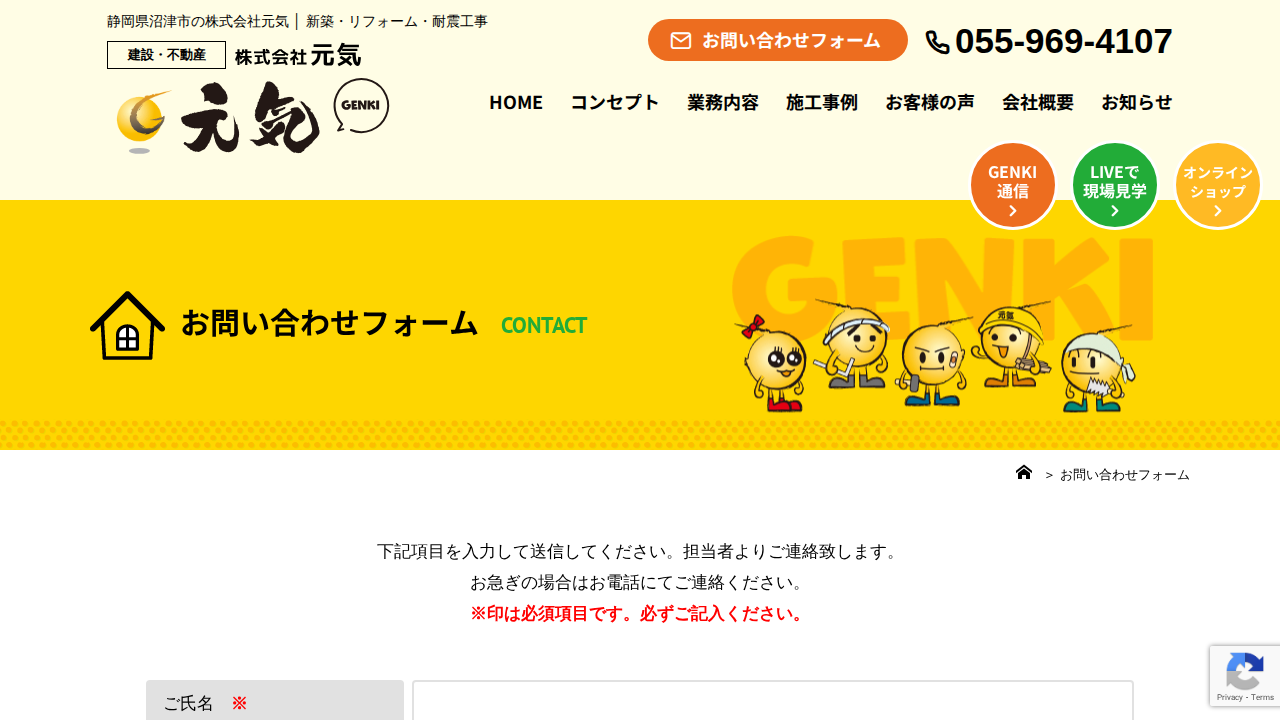 静岡県沼津市の株式会社元気│新築・リフォーム・耐震工事
建設・不動産 株式会社 元気
元気
GENKI
お問い合わせフォーム 055-969-4107
HOME コンセプト 業務内容 施工事例 お客様の声 会社概要 お知らせ
GENKI
通信
LIVEで
現場見学
オンライン
ショップ
GENKI
元氣
お問い合わせフォーム CONTACT
> お問い合わせフォーム
下記項目を入力して送信してください。担当者よりご連絡致します。
お急ぎの場合はお電話にてご連絡ください。
※印は必須項目です。必ずご記入ください。
ご氏名 ※
Privacy - Terms